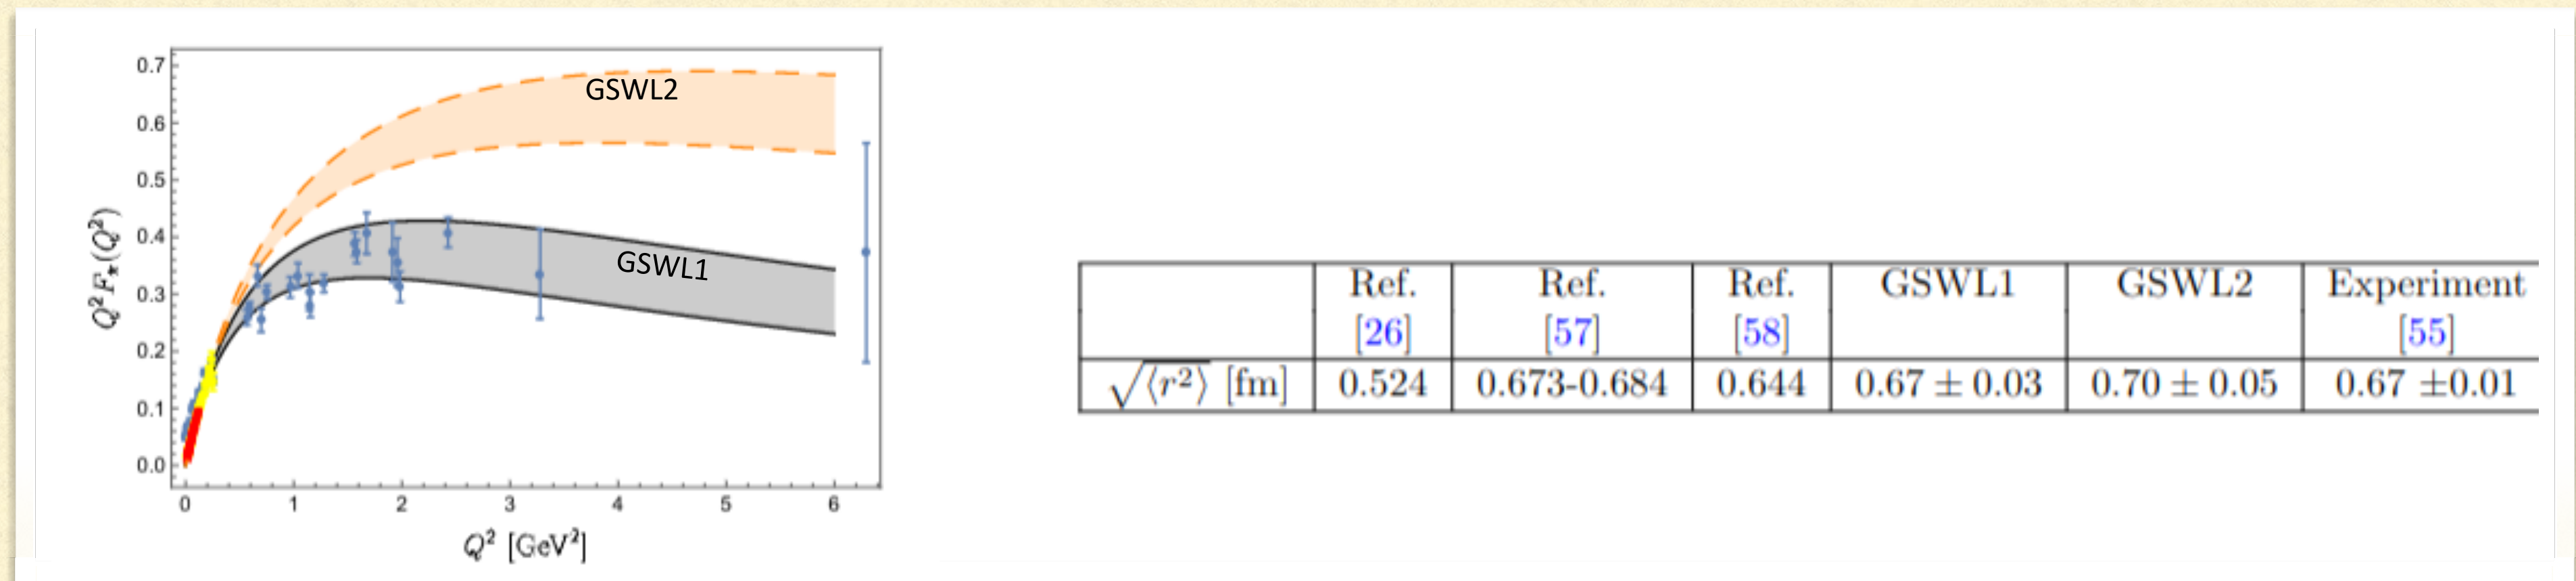 0.7
0.6
0.5
0.4
0.3
0.2
0.1
0.0
Q² Fπ(Q²)
GSWL2
GSWL1
0 1 2 3 4 5 6
Q² [GeV²]
Ref. Ref. Ref. GSWL1 GSWL2 Experiment
[26] [57] [58] [55]
√⟨r²⟩ [fm] 0.524 0.673-0.684 0.644 0.67 ± 0.03 0.70 ± 0.05 0.67 ±0.01